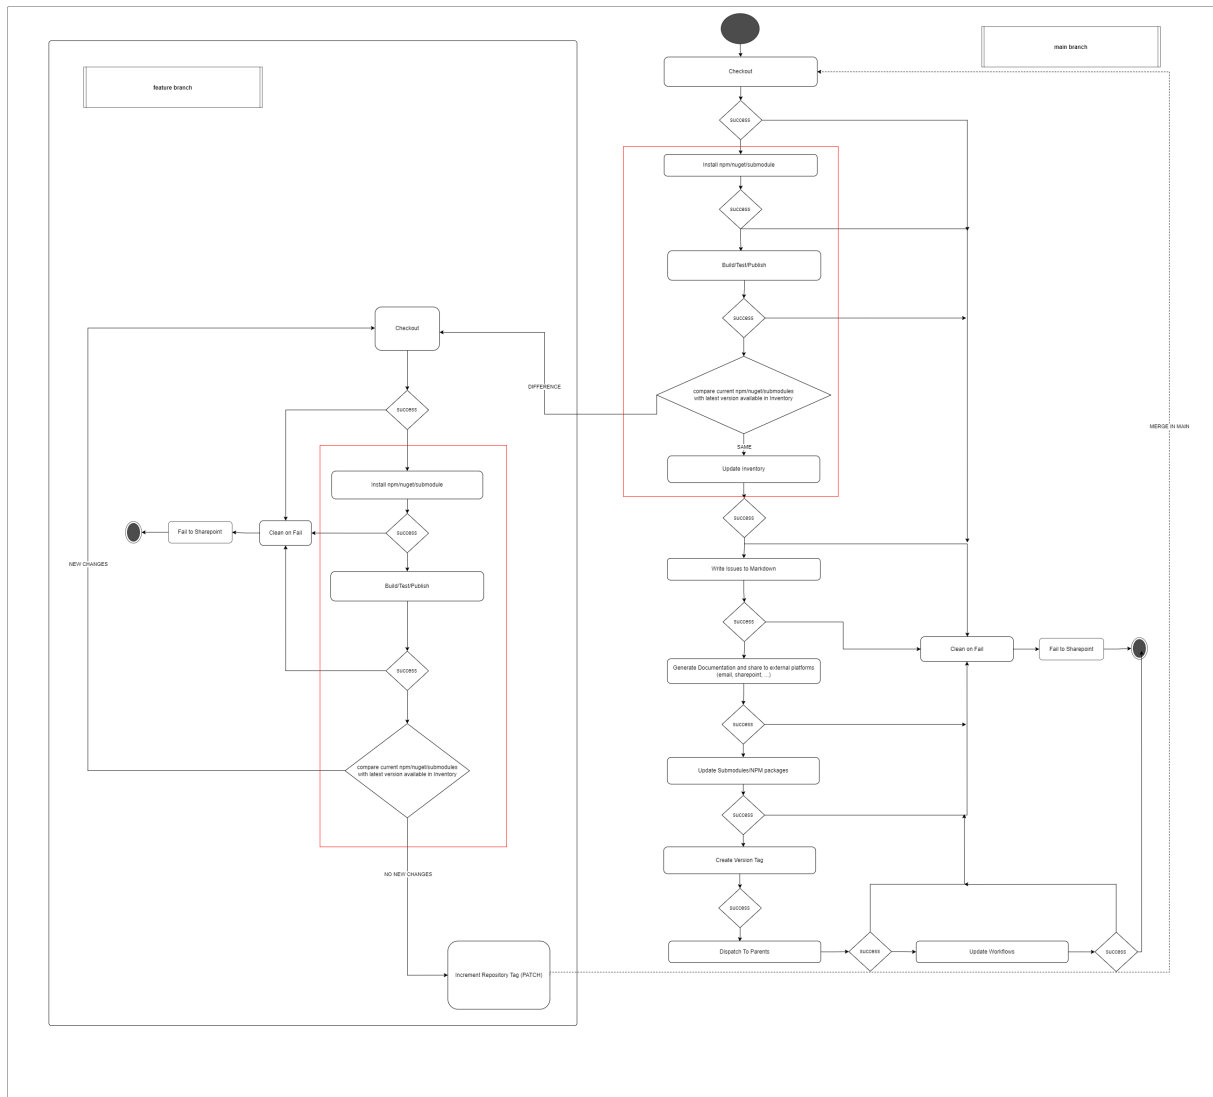 feature branch
main branch
Checkout
success
Install npm/nuget/submodule
success
Build/Test/Publish
success
compare current npm/nuget/submodules
with latest version available in Inventory
DIFFERENCE
SAME
Update Inventory
success
Write Issues to Markdown
success
Generate Documentation and share to external platforms
(email, sharepoint, ...)
success
Update Submodules/NPM packages
success
Create Version Tag
success
Dispatch To Parents
success
Update Workflows
success
Clean on Fail
Fail to Sharepoint
MERGE IN MAIN
Checkout
success
Install npm/nuget/submodule
success
Clean on Fail
Fail to Sharepoint
Build/Test/Publish
success
compare current npm/nuget/submodules
with latest version available in Inventory
NEW CHANGES
NO NEW CHANGES
Increment Repository Tag (PATCH)